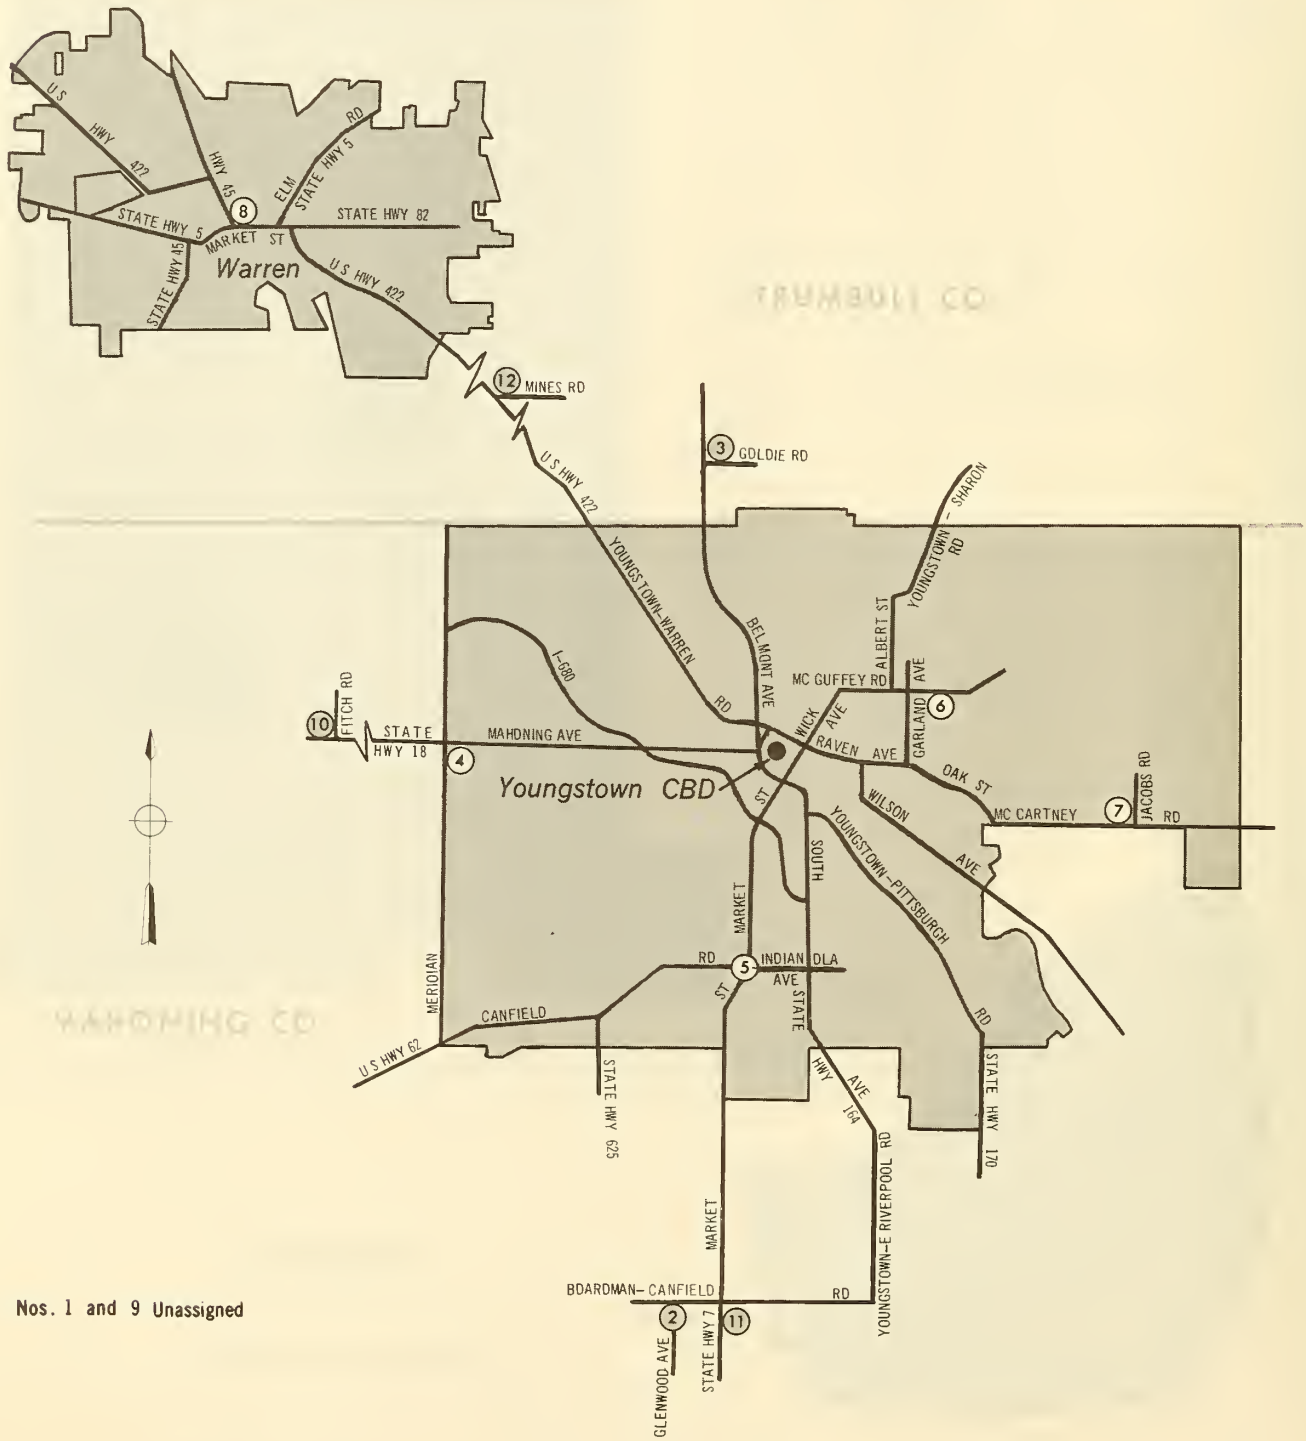 U S HWY 422
HWY 45
ELM RD
STATE HWY 5
8
STATE HWY 82
STATE HWY 5
MARKET ST
STATE HWY 45
Warren
U S HWY 422
TRUMBULL CO
12 MINES RD
3 GOLDIE RD
U S HWY 422
YOUNGSTOWN-WARREN RD
YOUNGSTOWN - SHARON RD
BELMONT AVE
ALBERT ST
I-680
MC GUFFEY RD
GARLAND AVE
6
WICK AVE
10
FITCH RD
STATE HWY 18
MAHONING AVE
4
RAVEN AVE
OAK ST
Youngstown CBD
WILSON AVE
MC CARTNEY RD
7
JACOBS RD
YOUNGSTOWN-PITTSBURGH RD
SOUTH AVE
MARKET ST
RD
5
INDIANOLA AVE
MERIDIAN
CANFIELD
U S HWY 62
MAHONING CO
STATE HWY 625
STATE HWY 164
STATE HWY 170
YOUNGSTOWN-E RIVERPOOL RD
MARKET ST
BOARDMAN-CANFIELD RD
Nos. 1 and 9 Unassigned
2
11
GLENWOOD AVE
STATE HWY 7